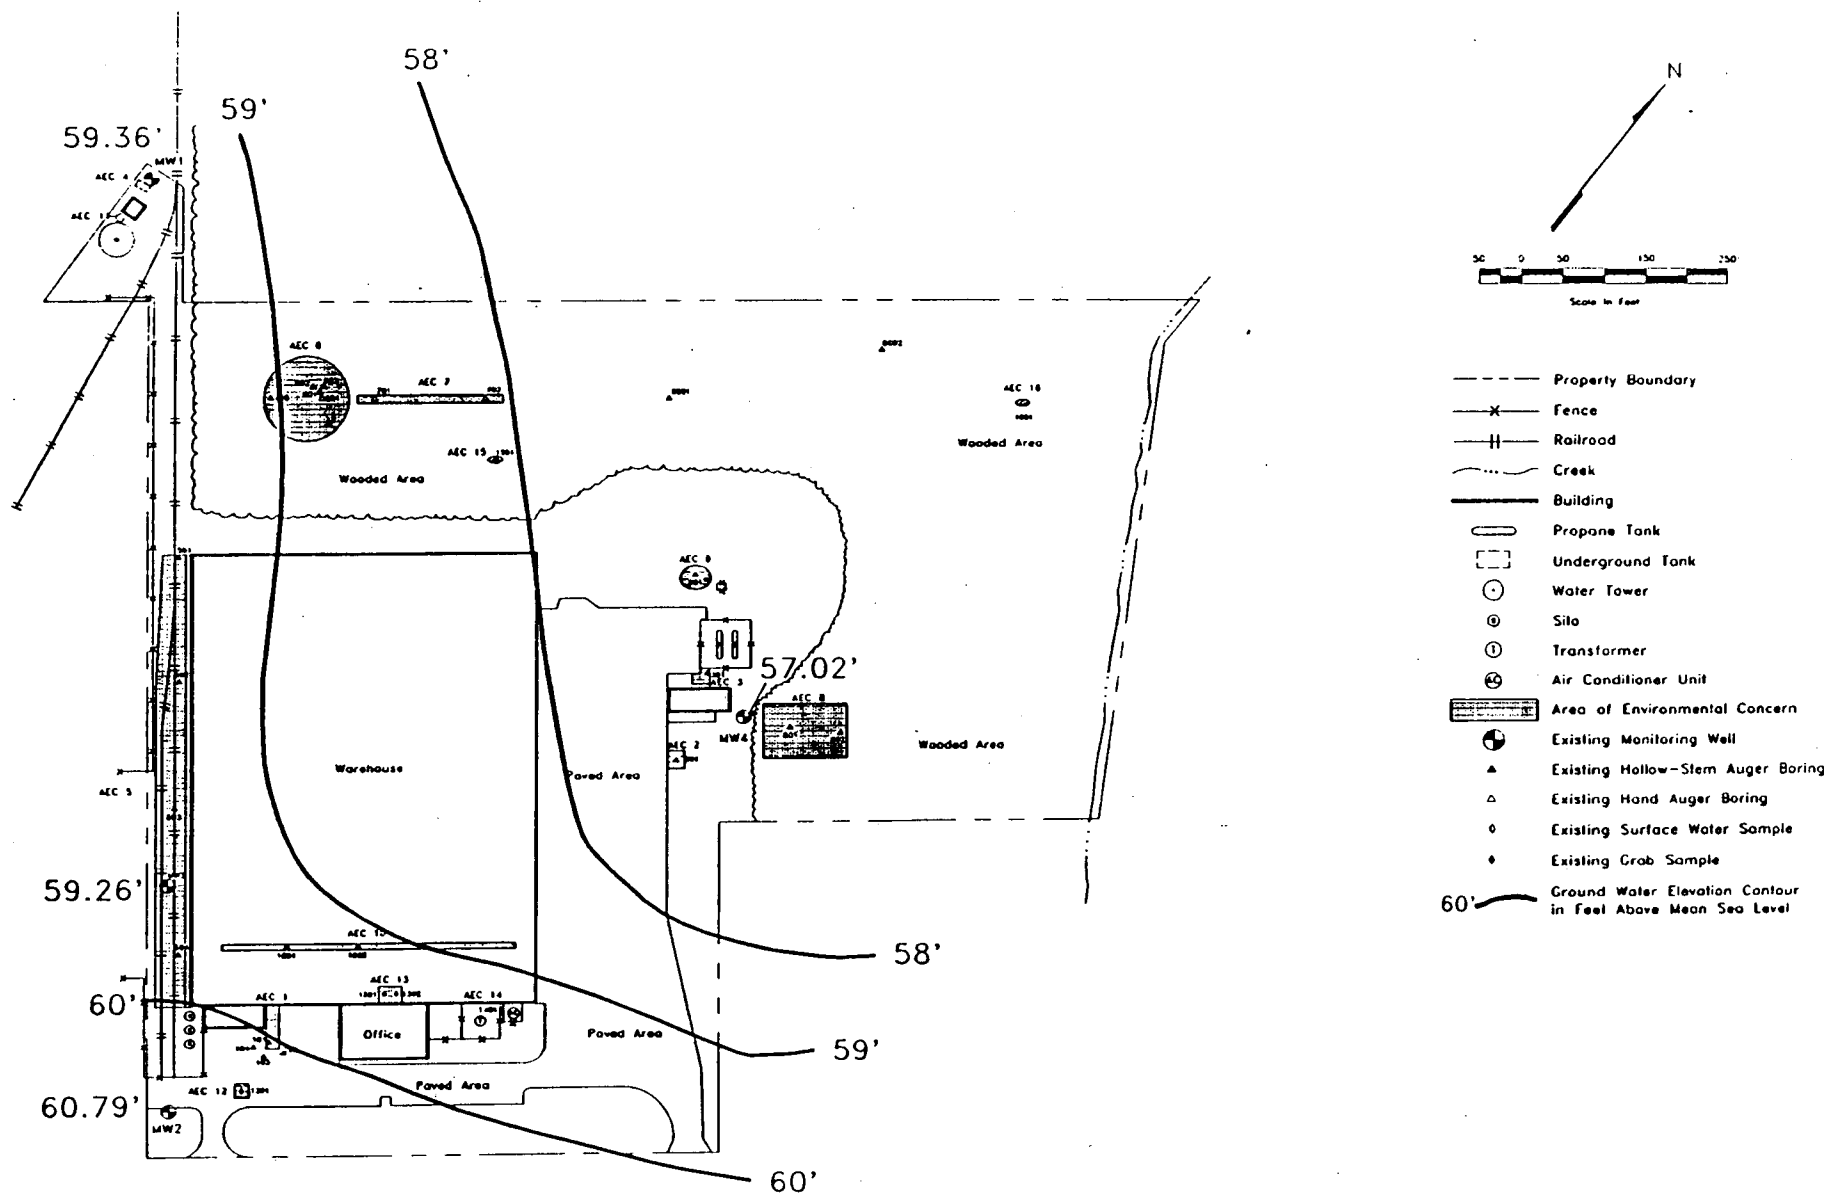 58'
N
59'
59.36'
MW1
AEC 4
50 0 50 150 250
Scale In Feet
AEC 6
AEC 7
AEC 16
Wooded Area
AEC 15
Wooded Area
Property Boundary
Fence
Railroad
Creek
Building
Propane Tank
Underground Tank
Water Tower
Silo
Transformer
Air Conditioner Unit
Area of Environmental Concern
Existing Monitoring Well
Existing Hollow-Stem Auger Boring
Existing Hand Auger Boring
Existing Surface Water Sample
Existing Grab Sample
60' Ground Water Elevation Contour
in Feet Above Mean Sea Level
AEC 9
57.02'
AEC 3
AEC 8
MW4
AEC 2
Wooded Area
Warehouse
Paved Area
AEC 5
59.26'
AEC 10
58'
AEC 13
AEC 1
AEC 14
60'
Office
Paved Area
59'
Paved Area
AEC 12
60.79'
MW2
60'